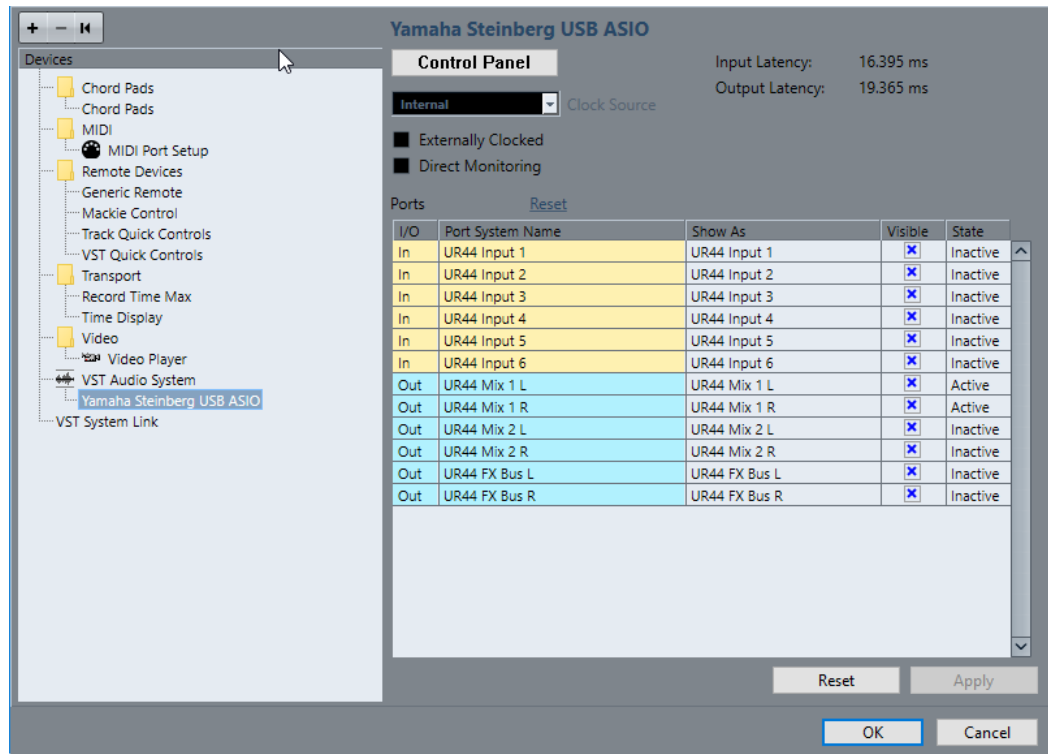 Yamaha Steinberg USB ASIO
Devices
Chord Pads
Chord Pads
MIDI
MIDI Port Setup
Remote Devices
Generic Remote
Mackie Control
Track Quick Controls
VST Quick Controls
Transport
Record Time Max
Time Display
Video
Video Player
VST Audio System
Yamaha Steinberg USB ASIO
VST System Link
Control Panel
Input Latency: 16.395 ms
Output Latency: 19.365 ms
Internal Clock Source
Externally Clocked
Direct Monitoring
Ports Reset
I/O Port System Name Show As Visible State
In UR44 Input 1 UR44 Input 1 Inactive
In UR44 Input 2 UR44 Input 2 Inactive
In UR44 Input 3 UR44 Input 3 Inactive
In UR44 Input 4 UR44 Input 4 Inactive
In UR44 Input 5 UR44 Input 5 Inactive
In UR44 Input 6 UR44 Input 6 Inactive
Out UR44 Mix 1 L UR44 Mix 1 L Active
Out UR44 Mix 1 R UR44 Mix 1 R Active
Out UR44 Mix 2 L UR44 Mix 2 L Inactive
Out UR44 Mix 2 R UR44 Mix 2 R Inactive
Out UR44 FX Bus L UR44 FX Bus L Inactive
Out UR44 FX Bus R UR44 FX Bus R Inactive
Reset Apply
OK Cancel